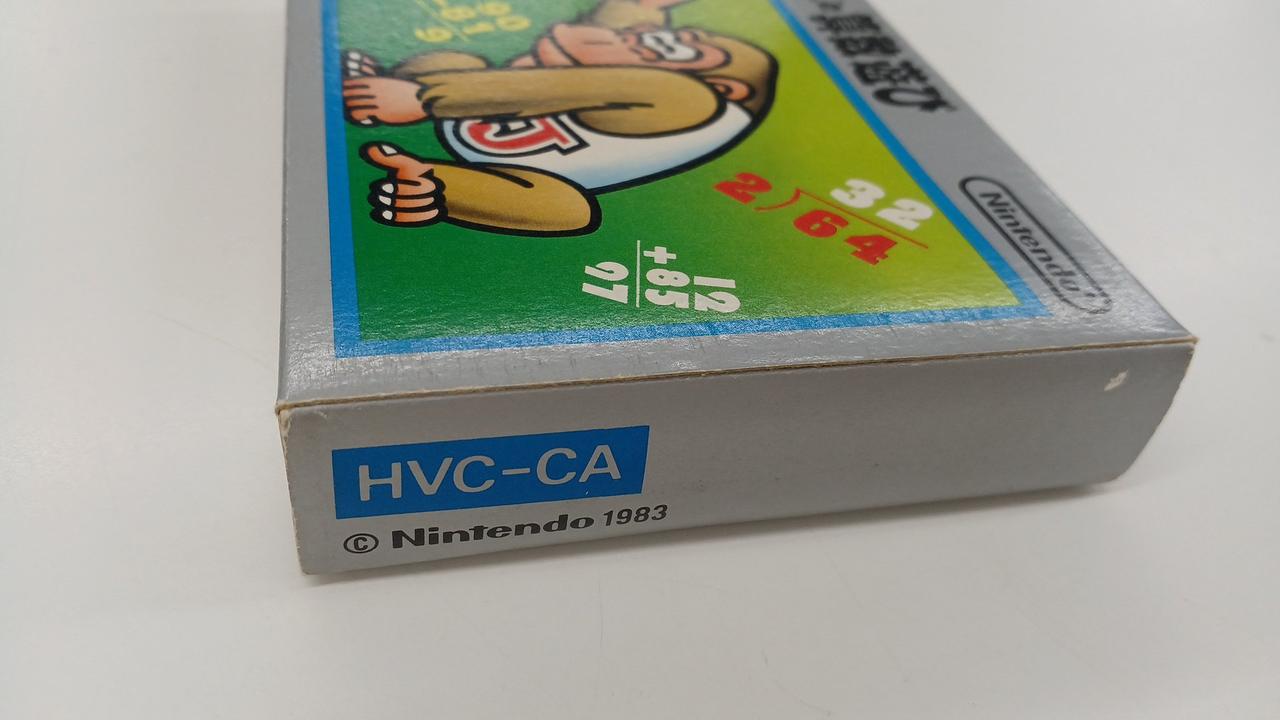 算数遊び
Nintendo®
32
2)64
12
+85
97
J
HVC-CA
© Nintendo 1983